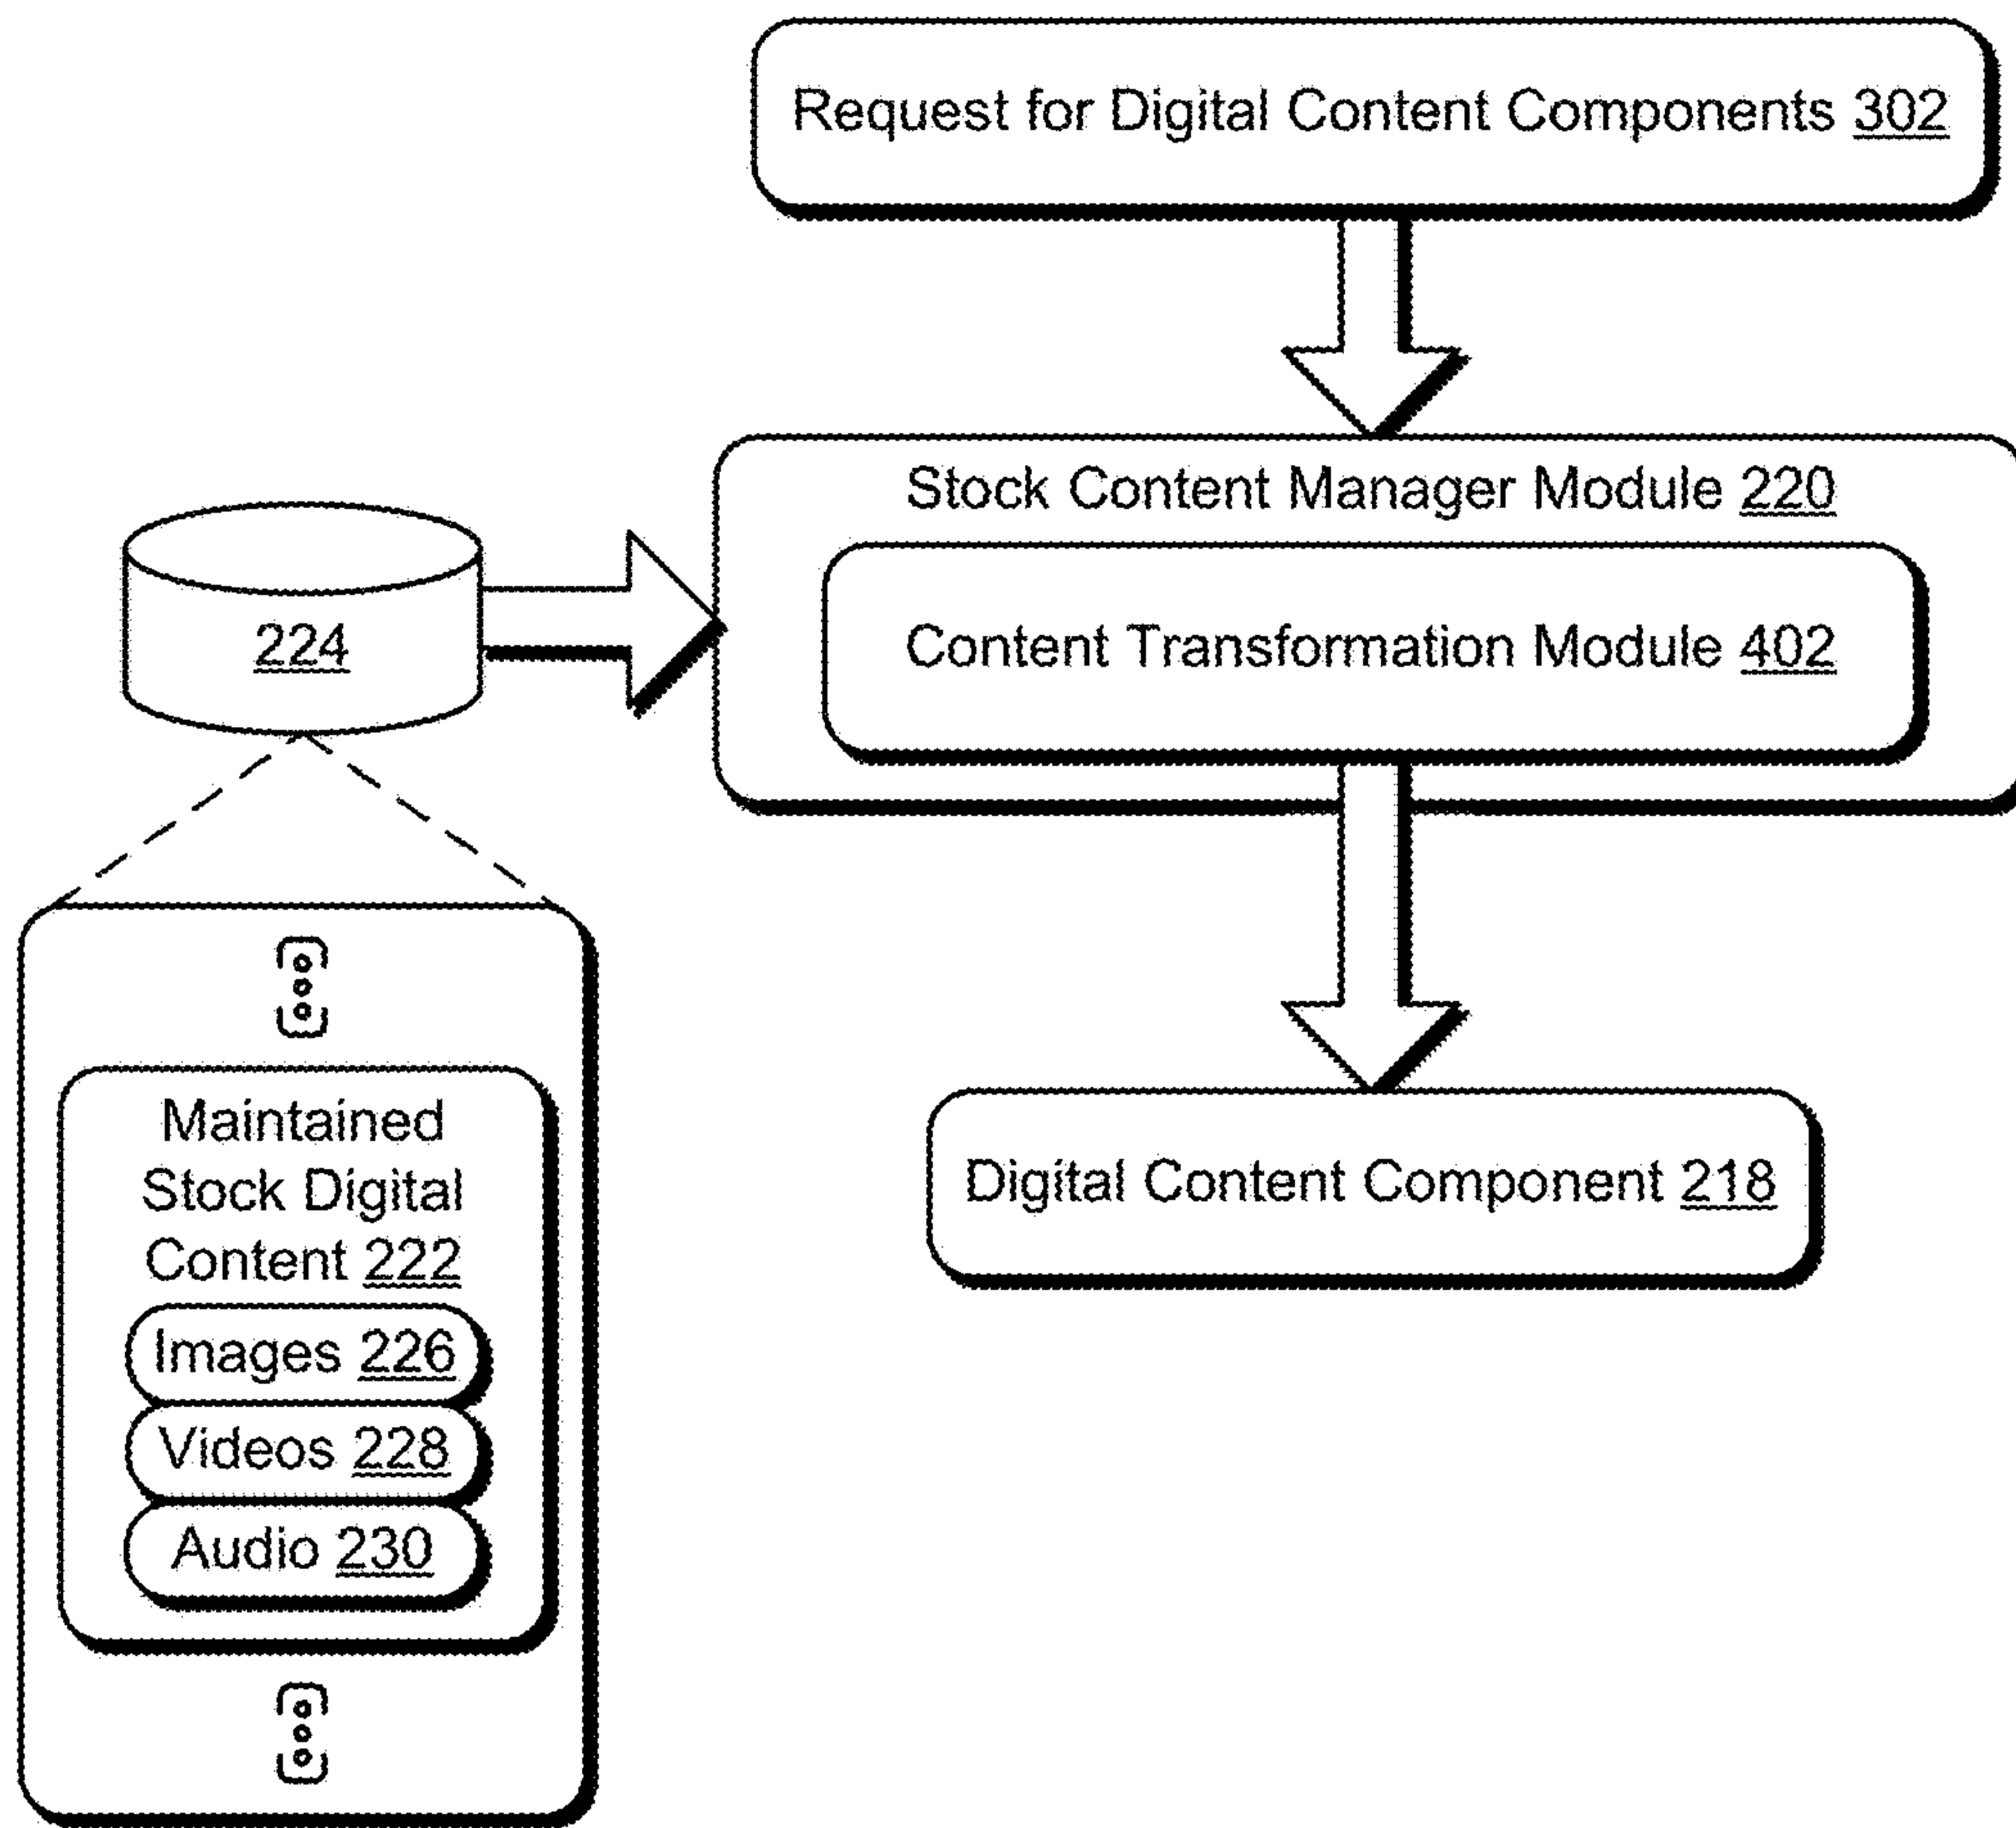 Request for Digital Content Components 302
Stock Content Manager Module 220
Content Transformation Module 402
224
Maintained
Stock Digital
Content 222
Images 226
Videos 228
Audio 230
Digital Content Component 218